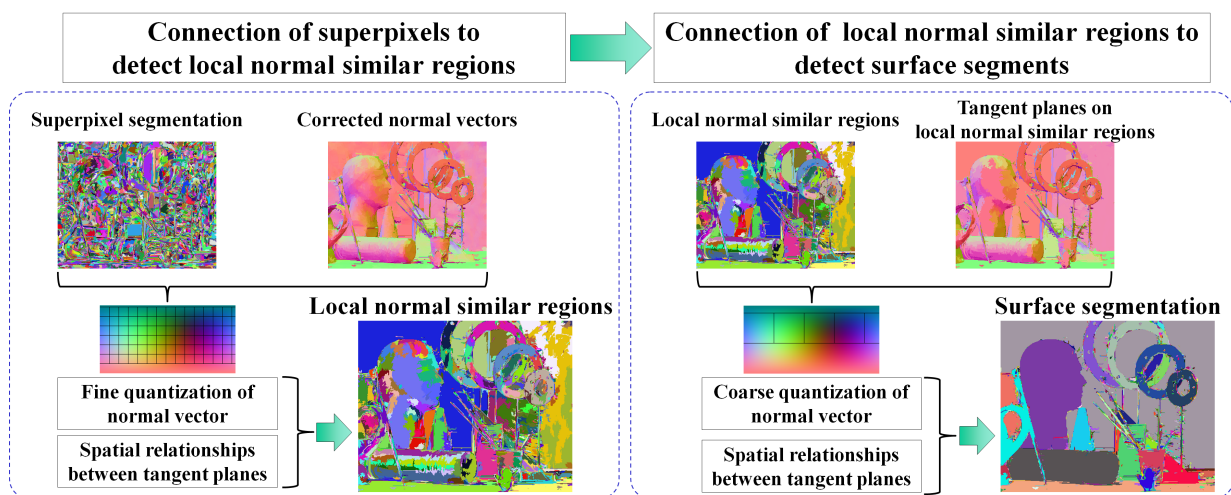 Connection of superpixels to
detect local normal similar regions
Connection of local normal similar regions to
detect surface segments
Superpixel segmentation
Corrected normal vectors
Local normal similar regions
Fine quantization of
normal vector
Spatial relationships
between tangent planes
Local normal similar regions
Tangent planes on
local normal similar regions
Surface segmentation
Coarse quantization of
normal vector
Spatial relationships
between tangent planes